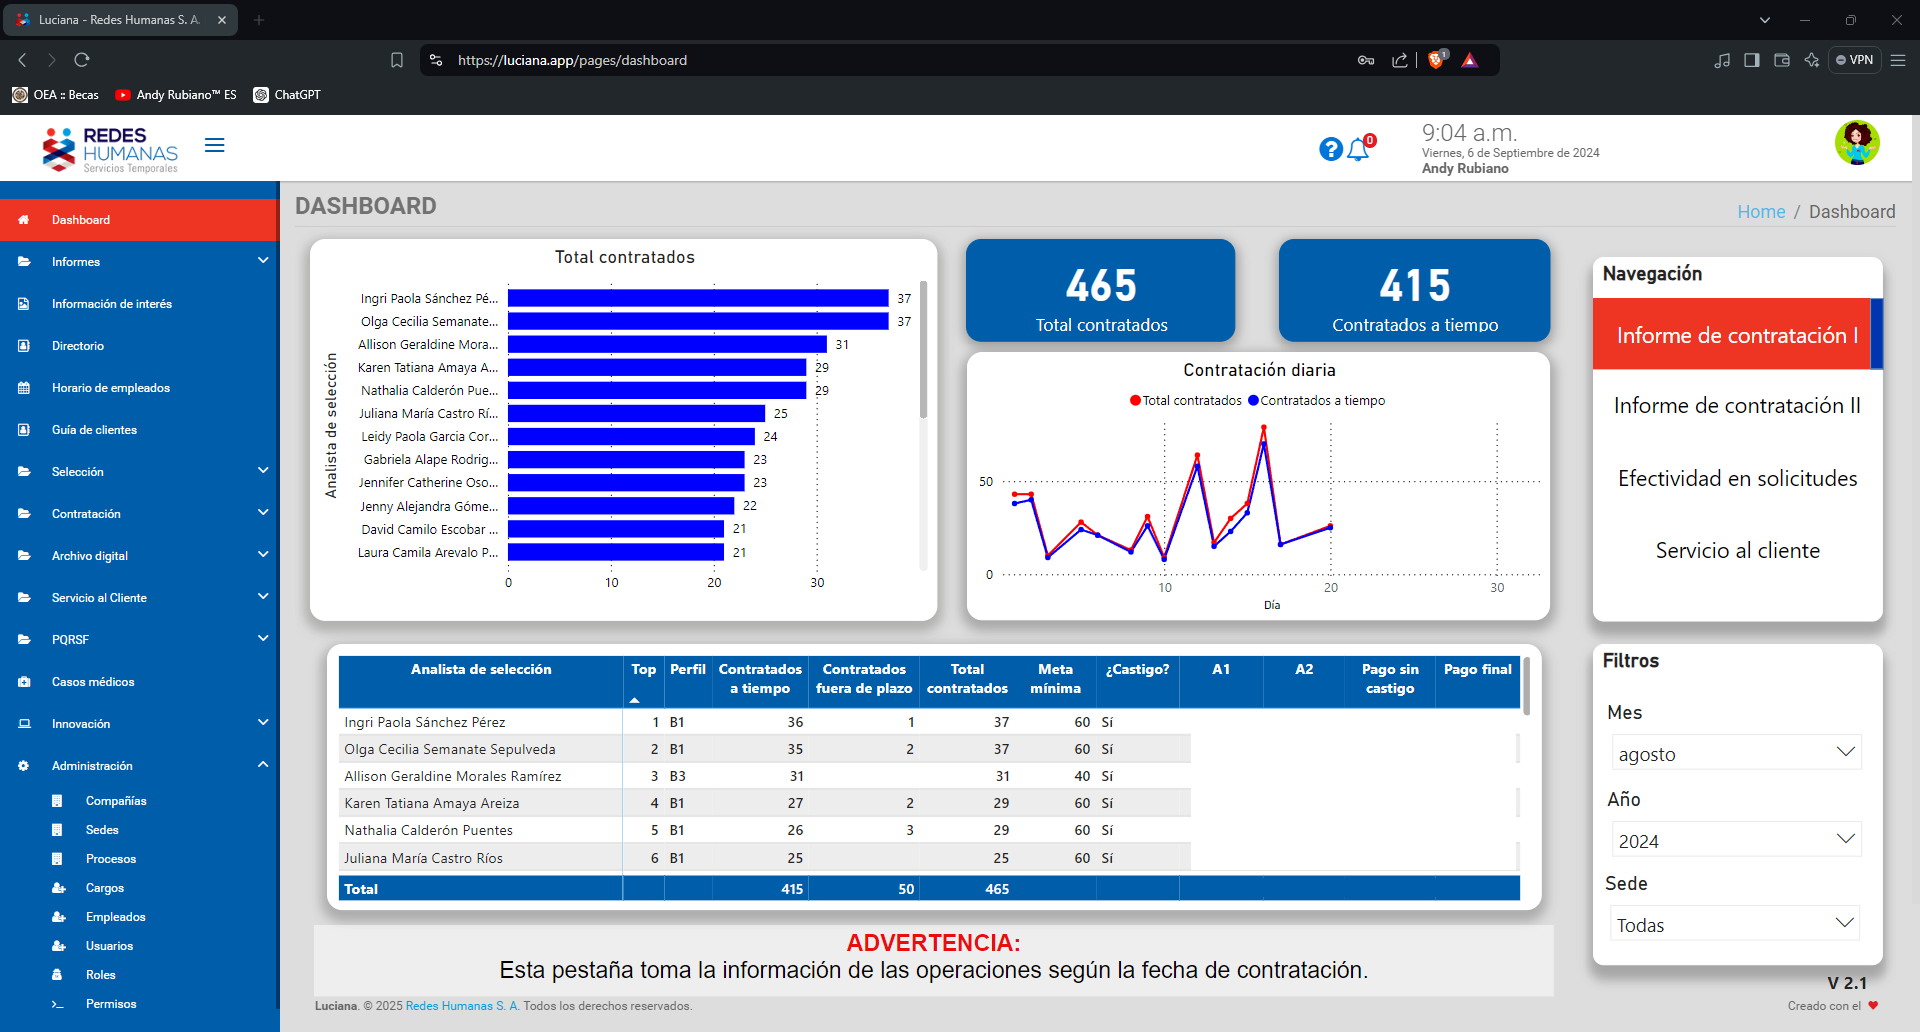 Luciana - Redes Humanas S. A.
https://luciana.app/pages/dashboard
1
VPN
OEA :: Becas
Andy Rubiano™ ES
ChatGPT
REDES
HUMANAS
Servicios Temporales
?
0
9:04 a.m.
Viernes, 6 de Septiembre de 2024
Andy Rubiano
Dashboard
Informes
Información de interés
Directorio
Horario de empleados
Guía de clientes
Selección
Contratación
Archivo digital
Servicio al Cliente
PQRSF
Casos médicos
Innovación
Administración
Compañías
Sedes
Procesos
Cargos
Empleados
Usuarios
Roles
Permisos
DASHBOARD
Home / Dashboard
Total contratados
Analista de selección
Ingri Paola Sánchez Pé... 37
Olga Cecilia Semanate... 37
Allison Geraldine Mora... 31
Karen Tatiana Amaya A... 29
Nathalia Calderón Pue... 29
Juliana María Castro Rí... 25
Leidy Paola Garcia Cor... 24
Gabriela Alape Rodrig... 23
Jennifer Catherine Oso... 23
Jenny Alejandra Góme... 22
David Camilo Escobar ... 21
Laura Camila Arevalo P... 21
0 10 20 30
465
Total contratados
415
Contratados a tiempo
Contratación diaria
Total contratados Contratados a tiempo
50
0
10 20 30
Día
Navegación
Informe de contratación I
Informe de contratación II
Efectividad en solicitudes
Servicio al cliente
Analista de selección Top Perfil Contratados a tiempo Contratados fuera de plazo Total contratados Meta mínima ¿Castigo? A1 A2 Pago sin castigo Pago final
Ingri Paola Sánchez Pérez 1 B1 36 1 37 60 Sí
Olga Cecilia Semanate Sepulveda 2 B1 35 2 37 60 Sí
Allison Geraldine Morales Ramírez 3 B3 31 31 40 Sí
Karen Tatiana Amaya Areiza 4 B1 27 2 29 60 Sí
Nathalia Calderón Puentes 5 B1 26 3 29 60 Sí
Juliana María Castro Ríos 6 B1 25 25 60 Sí
Total 415 50 465
Filtros
Mes
agosto
Año
2024
Sede
Todas
ADVERTENCIA:
Esta pestaña toma la información de las operaciones según la fecha de contratación.
V 2.1
Luciana. © 2025 Redes Humanas S. A. Todos los derechos reservados.
Creado con el